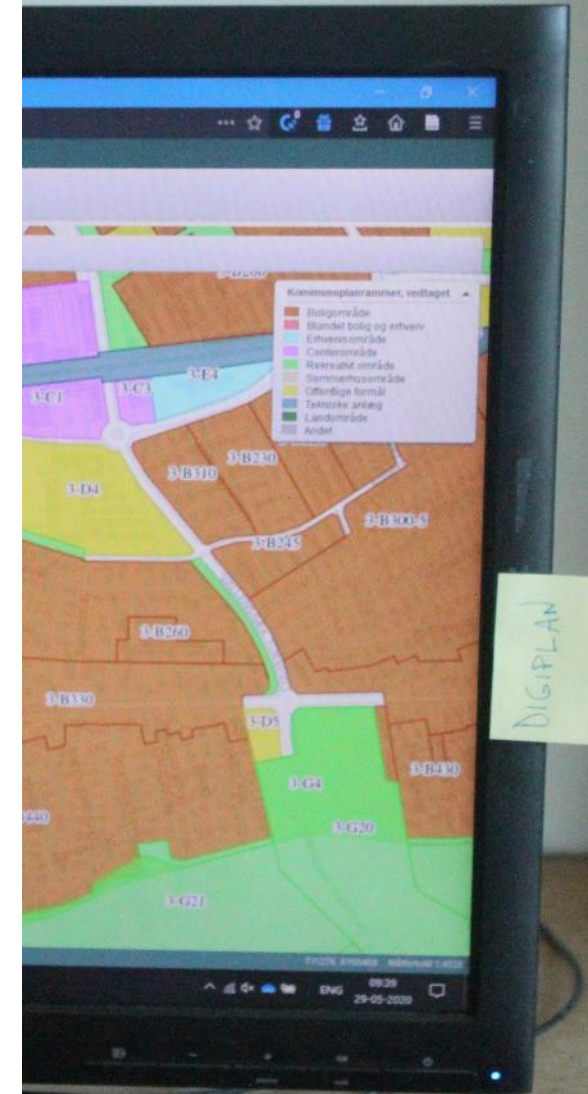 Kommuneplanrammer, vedtaget
Boligområde
Blandet bolig og erhverv
Erhvervsområde
Centerområde
Rekreativt område
Sommerhusområde
Offentlige formål
Tekniske anlæg
Landområde
Andet
3-C1
3-C3
3-E4
3-B230
3-B310
3-D4
3-B300-5
3-B245
3-B260
3-B330
3-D5
3-G4
3-B430
3-G20
3-G21
DIGIPLAN
ENG
09:39
29-05-2020